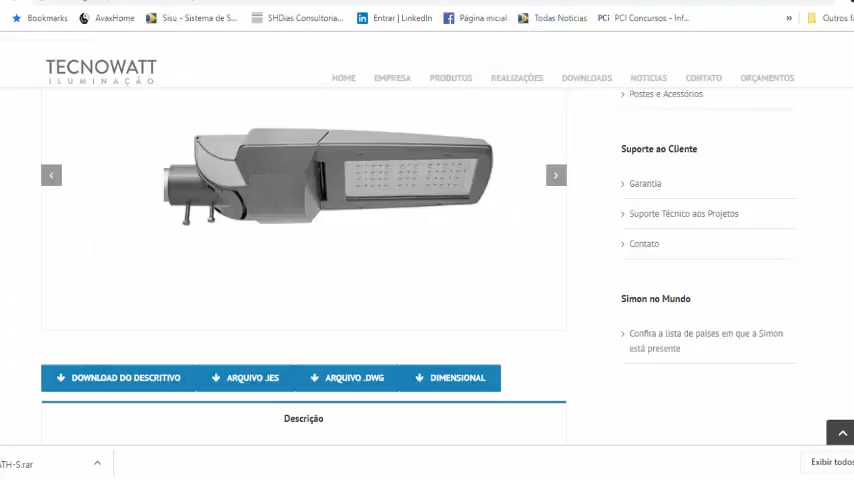 Bookmarks AvaxHome Sisu - Sistema de S... SHDias Consultoria... Entrar | LinkedIn Página inicial Todas Noticias PCI PCI Concursos - Inf... » Outros f
TECNOWATT
ILUMINAÇÃO
HOME EMPRESA PRODUTOS REALIZAÇÕES DOWNLOADS NOTICIAS CONTATO ORÇAMENTOS
Postes e Acessórios
Suporte ao Cliente
Garantia
Suporte Técnico aos Projetos
Contato
Simon no Mundo
Confira a lista de países em que a Simon
está presente
DOWNLOAD DO DESCRITIVO ARQUIVO .IES ARQUIVO .DWG DIMENSIONAL
Descrição
ATH-S.rar
Exibir todos